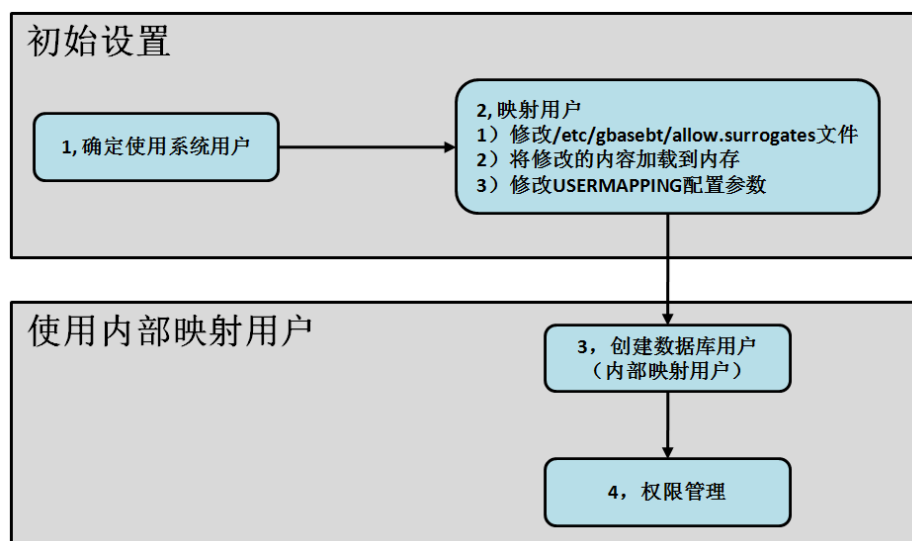 初始设置
1,确定使用系统用户
2,映射用户
1）修改/etc/gbasebt/allow.surrogates文件
2）将修改的内容加载到内存
3）修改USERMAPPING配置参数
使用内部映射用户
3，创建数据库用户
（内部映射用户）
4，权限管理